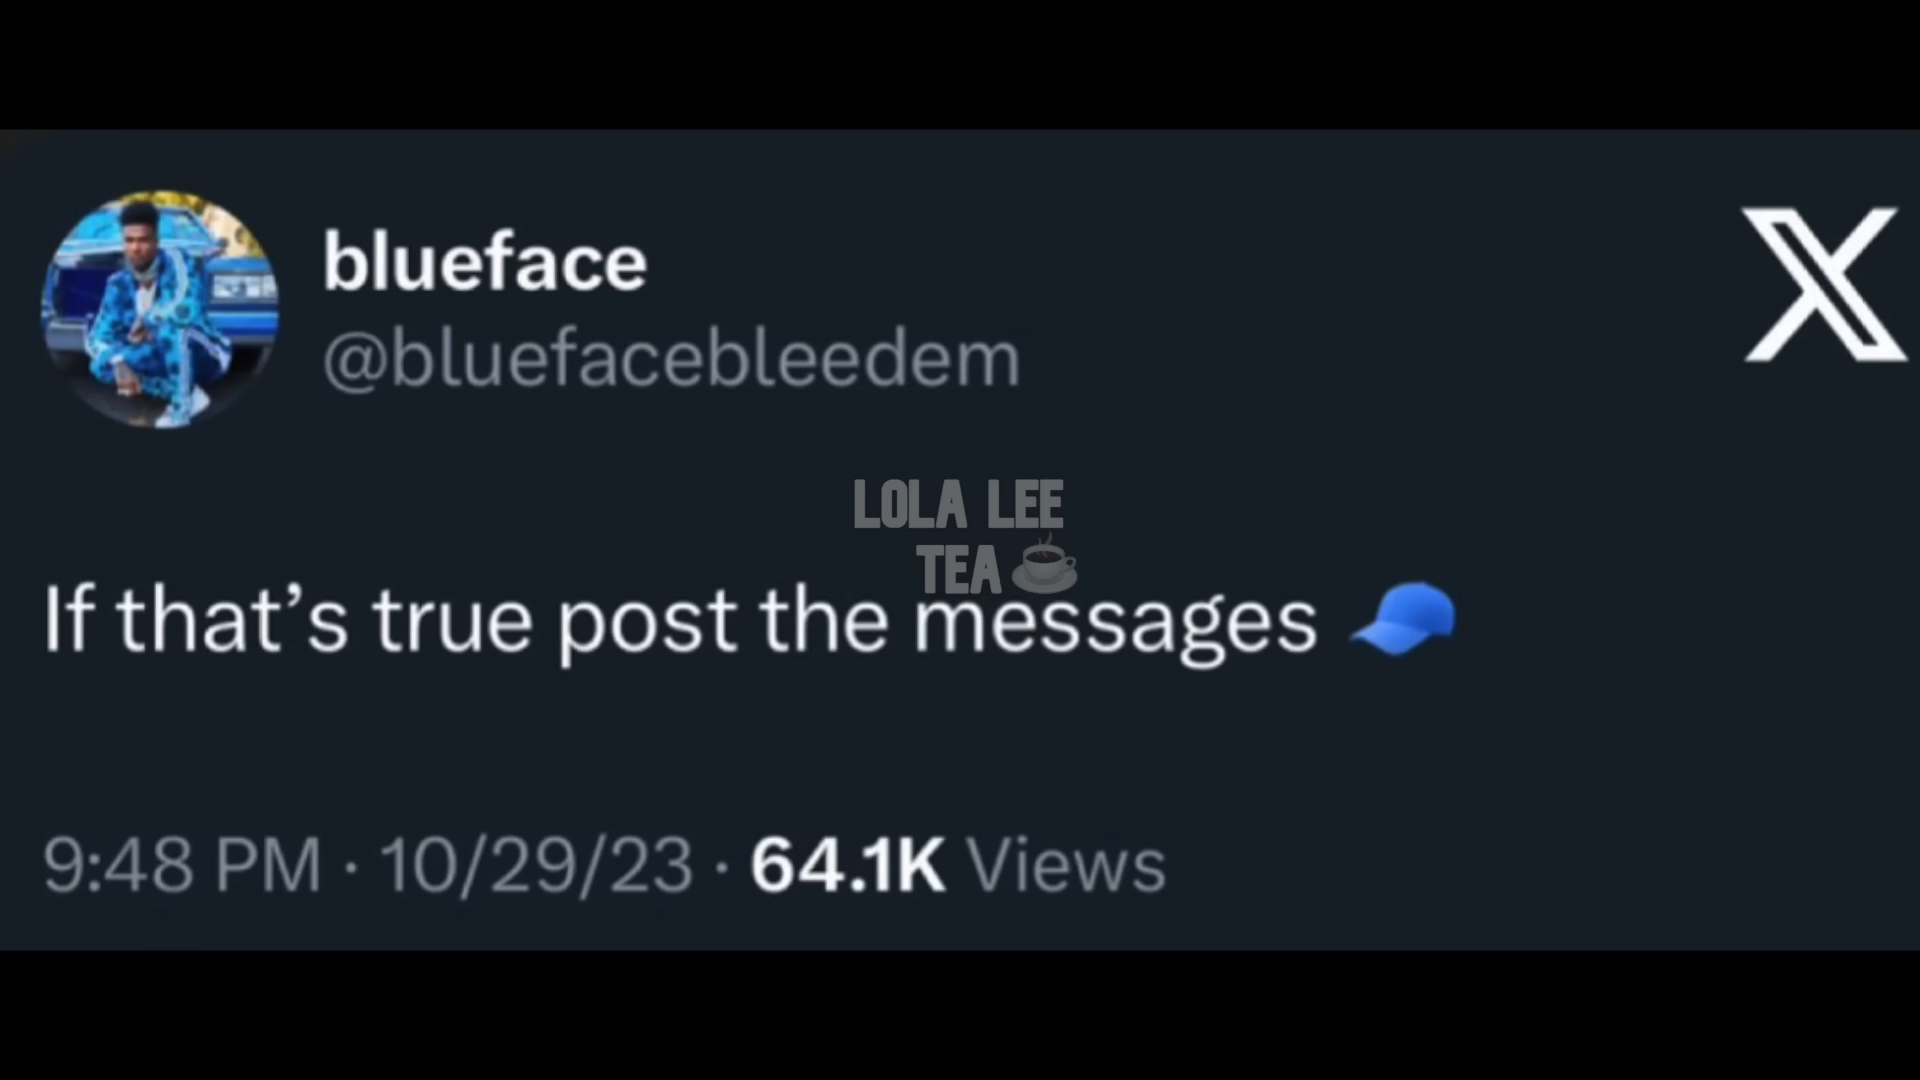 blueface
@bluefacebleedem
LOLA LEE
TEA
If that’s true post the messages 🧢
9:48 PM · 10/29/23 · 64.1K Views